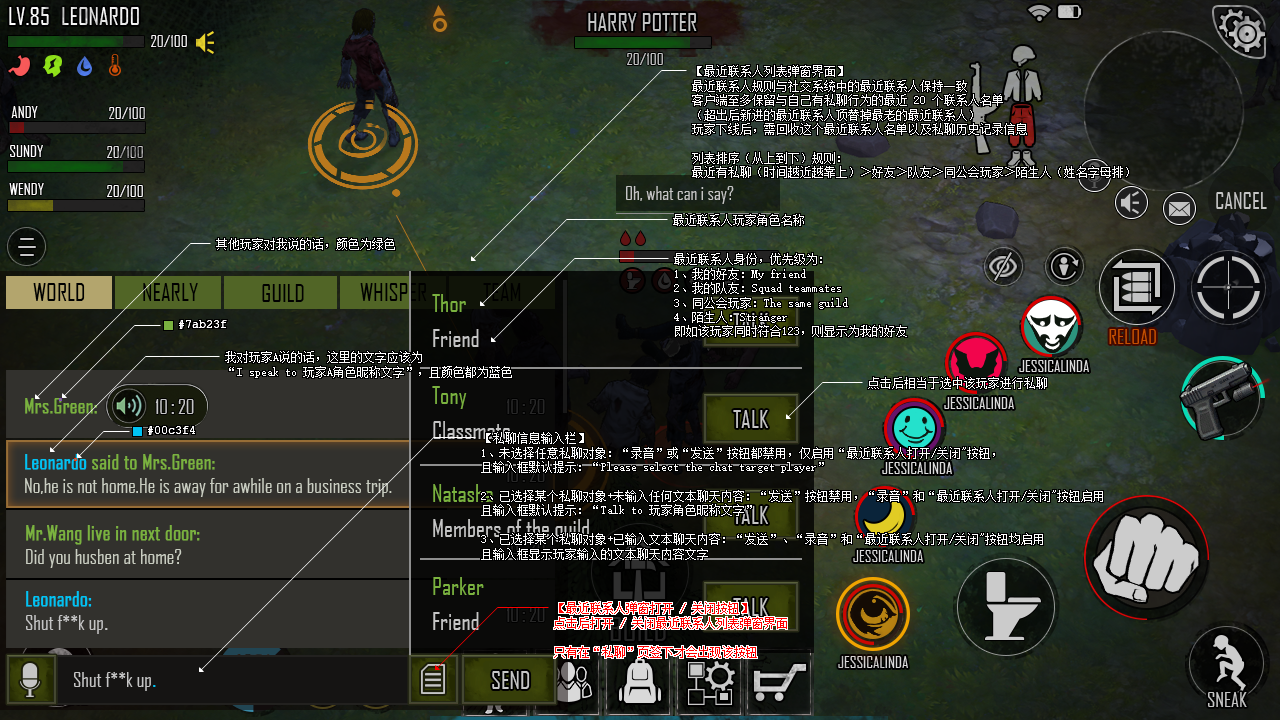 LV.85 LEONARDO
20/100
HARRY POTTER
20/100
ANDY 20/100
SUNDY 20/100
WENDY 20/100
【最近联系人列表弹窗界面】
最近联系人规则与社交系统中的最近联系人保持一致
客户端至多保留与自己有私聊行为的最近 20 个联系人名单
（超出后新进的最近联系人顶替掉最老的最近联系人）
玩家下线后，需回收这个最近联系人名单以及私聊历史记录信息
列表排序（从上到下）规则:
最近有私聊（时间越近越靠上）＞好友＞队友＞同公会玩家＞陌生人（姓名字母排）
Oh, what can i say?
CANCEL
最近联系人玩家角色名称
其他玩家对我说的话，颜色为绿色
最近联系人身份，优先级为:
1、我的好友: My friend
2、我的队友: Squad teammates
3、同公会玩家: The same guild
4、陌生人: Stranger
即如该玩家同时符合123，则显示为我的好友
WORLD NEARLY GUILD WHISPER TEAM
#7ab23f
我对玩家A说的话，这里的文字应该为
“I speak to 玩家A角色昵称文字”，且颜色都为蓝色
Thor
Friend
RELOAD
JESSICALINDA
点击后相当于选中该玩家进行私聊
JESSICALINDA
Mrs.Green: 10:20
#00c3f4
Tony
Classmate
10:20
TALK
【私聊信息输入栏】
1、未选择任意私聊对象: “录音”或“发送”按钮都禁用，仅启用“最近联系人打开/关闭”按钮，
且输入框默认提示: “Please select the chat target player”
2、已选择某个私聊对象+未输入任何文本聊天内容: “发送”按钮禁用，“录音”和“最近联系人打开/关闭”按钮启用
且输入框默认提示: “Talk to 玩家角色昵称文字”
3、已选择某个私聊对象+已输入文本聊天内容: “发送”、“录音”和“最近联系人打开/关闭”按钮均启用
且输入框显示玩家输入的文本聊天内容文字
JESSICALINDA
Leonardo said to Mrs.Green:
No,he is not home.He is away for awhile on a business trip.
Natasha
Members of the guild
TALK
Mr.Wang live in next door:
Did you husben at home?
JESSICALINDA
Leonardo:
Shut f**k up.
Parker
Friend
10:20
TALK
GUILD
【最近联系人弹窗打开 / 关闭按钮】
点击后打开 / 关闭最近联系人列表弹窗界面
只有在“私聊”页签下才会出现该按钮
JESSICALINDA
Shut f**k up.
SEND
SNEAK